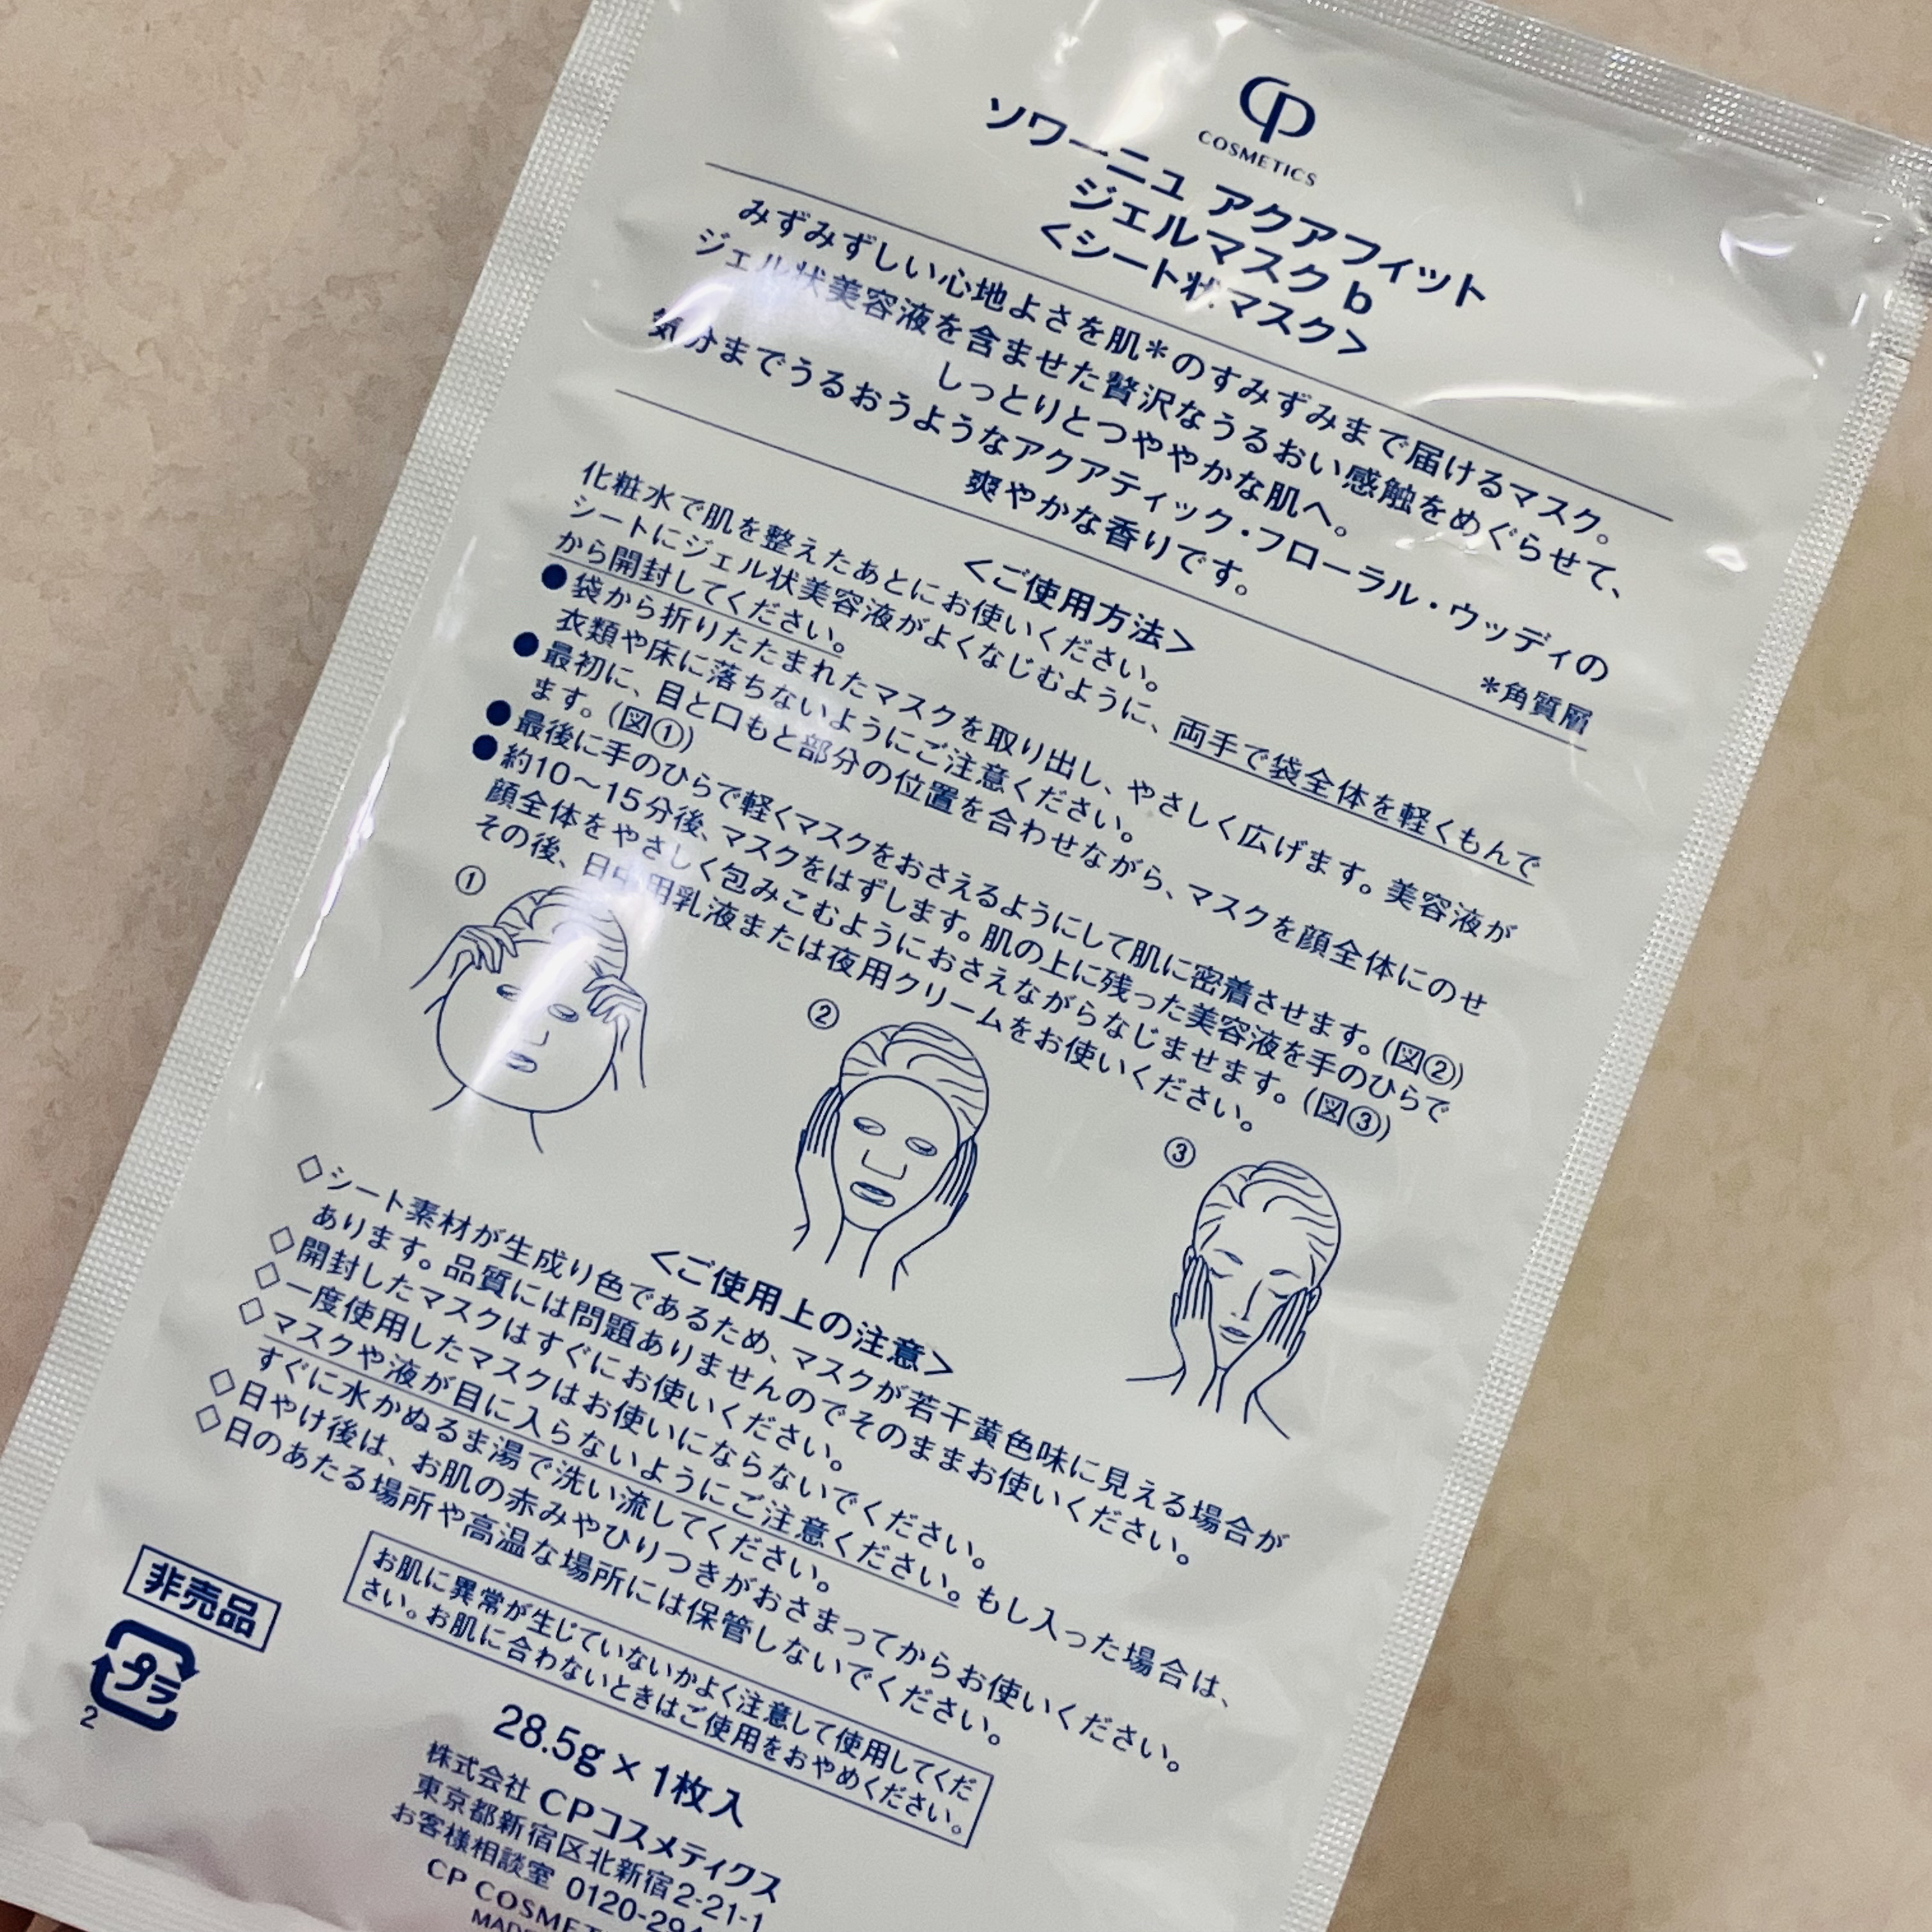 CP
COSMETICS
ソワーニュ アクアフィット
ジェルマスク b
＜シート状マスク＞
みずみずしい心地よさを肌＊のすみずみまで届けるマスク。
ジェル状美容液を含ませた贅沢なうるおい感触をめぐらせて、
しっとりとつややかな肌へ。
気分までうるおうようなアクアティック・フローラル・ウッディの
爽やかな香りです。
＊角質層
＜ご使用方法＞
化粧水で肌を整えたあとにお使いください。
シートにジェル状美容液がよくなじむように、両手で袋全体を軽くもんで
から開封してください。
●袋から折りたたまれたマスクを取り出し、やさしく広げます。美容液が
衣類や床に落ちないようにご注意ください。
●最初に、目と口もと部分の位置を合わせながら、マスクを顔全体にのせ
ます。(図①)
●最後に手のひらで軽くマスクをおさえるようにして肌に密着させます。(図②)
●約10～15分後、マスクをはずします。肌の上に残った美容液を手のひらで
顔全体をやさしく包みこむようにおさえながらなじませます。(図③)
その後、日中用乳液または夜用クリームをお使いください。
①
②
③
＜ご使用上の注意＞
◇シート素材が生成り色であるため、マスクが若干黄色味に見える場合が
あります。品質には問題ありませんのでそのままお使いください。
◇開封したマスクはすぐにお使いください。
◇一度使用したマスクはお使いにならないでください。
◇マスクや液が目に入らないようにご注意ください。もし入った場合は、
すぐに水かぬるま湯で洗い流してください。
◇日やけ後は、お肌の赤みやひりつきがおさまってからお使いください。
◇日のあたる場所や高温な場所には保管しないでください。
お肌に異常が生じていないかよく注意して使用してくだ
さい。お肌に合わないときはご使用をおやめください。
非売品
プラ
2
28.5g×1枚入
株式会社 CPコスメティクス
東京都新宿区北新宿2-21-1
お客様相談室 0120-294
CP COSMET
MADE